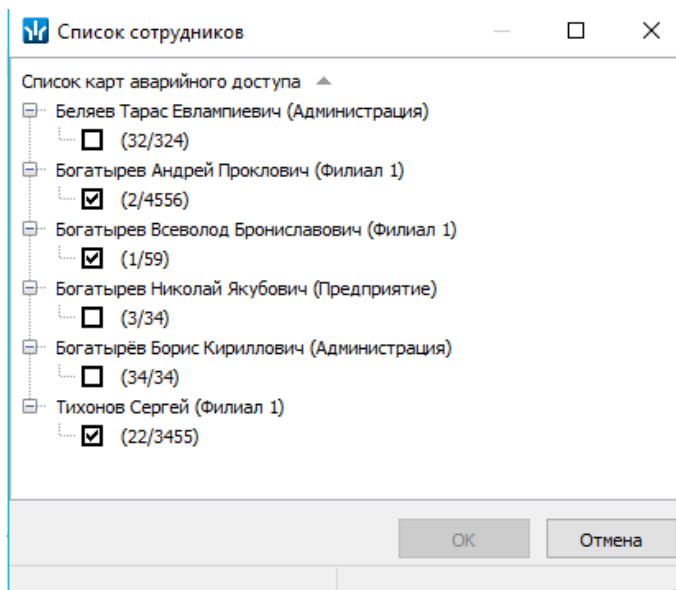 Список сотрудников
Список карт аварийного доступа
Беляев Тарас Евлампиевич (Администрация)
(32/324)
Богатырев Андрей Проклович (Филиал 1)
(2/4556)
Богатырев Всеволод Брониславович (Филиал 1)
(1/59)
Богатырев Николай Якубович (Предприятие)
(3/34)
Богатырёв Борис Кириллович (Администрация)
(34/34)
Тихонов Сергей (Филиал 1)
(22/3455)
ОК Отмена